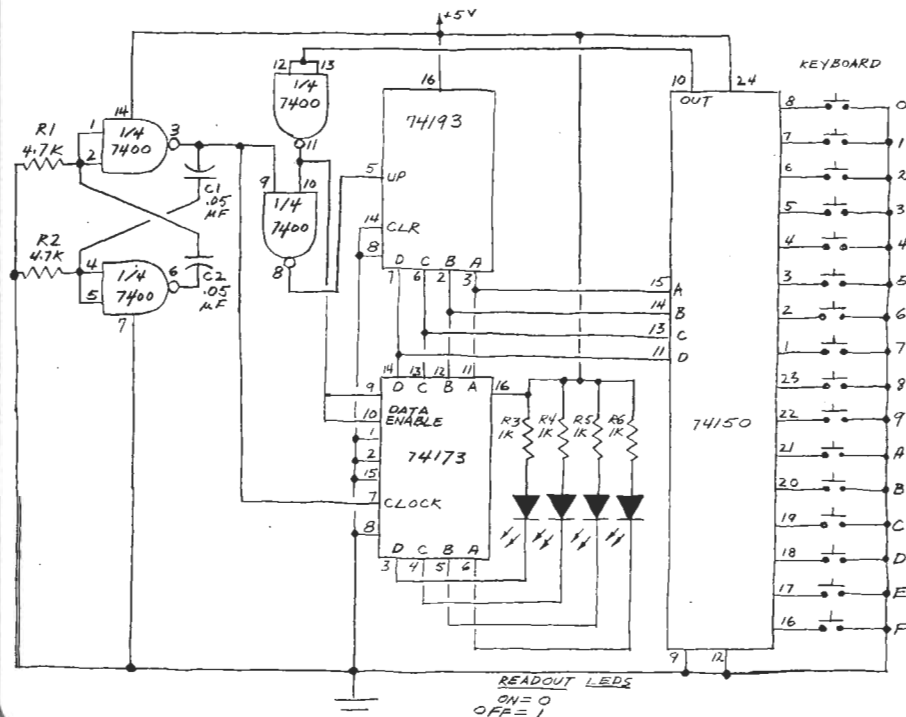 +5V
KEYBOARD
12 13
1/4
7400
11
16
74193
5 UP
14 CLR
8
D C B A
7 6 2 3
10 24
OUT
8 0
7 1
6 2
5 3
4 4
3 5
2 6
1 7
23 8
22 9
21 A
20 B
19 C
18 D
17 E
16 F
14
1
2
1/4
7400
3
R1
4.7K
C1
.05
µF
9 10
1/4
7400
8
R2
4.7K
4
5
1/4
7400
6
7
C2
.05
µF
15 A
14 B
13 C
11 D
74150
9 12
14 13 12 11
D C B A
16
9
10
DATA
ENABLE
1
2
15
74173
7 CLOCK
8
D C B A
3 4 5 6
R3
1K
R4
1K
R5
1K
R6
1K
READOUT LEDS
ON = 0
OFF = 1